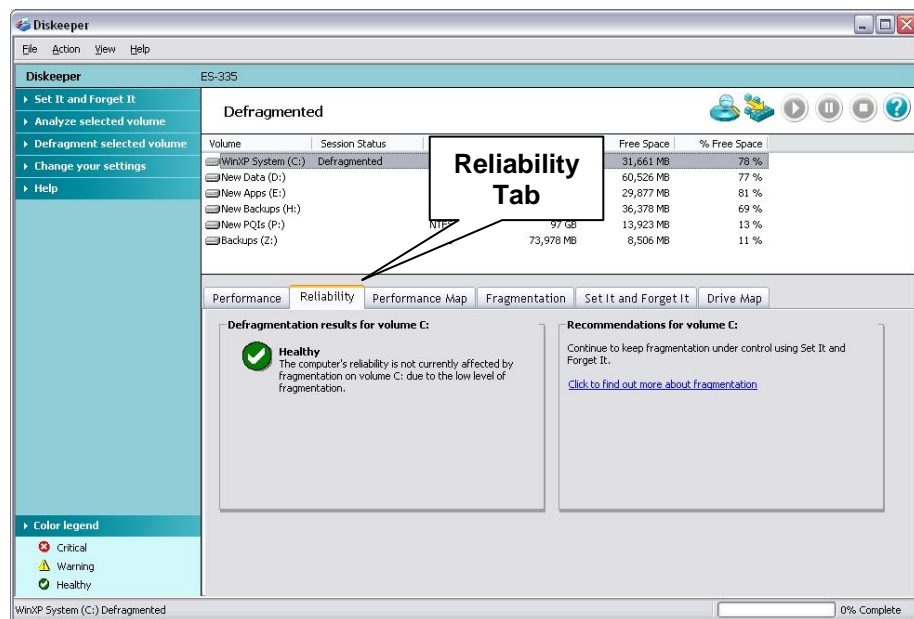 Diskeeper
File Action View Help
Diskeeper ES-335
Set It and Forget It
Analyze selected volume
Defragment selected volume
Change your settings
Help
Defragmented
Volume Session Status Free Space % Free Space
WinXP System (C:) Defragmented 31,661 MB 78 %
New Data (D:) 60,526 MB 77 %
New Apps (E:) 29,877 MB 81 %
New Backups (H:) 36,378 MB 69 %
New PQIs (P:) NTFS 97 GB 13,923 MB 13 %
Backups (Z:) 73,978 MB 8,506 MB 11 %
Reliability
Tab
Performance Reliability Performance Map Fragmentation Set It and Forget It Drive Map
Defragmentation results for volume C:
Healthy
The computer's reliability is not currently affected by
fragmentation on volume C: due to the low level of
fragmentation.
Recommendations for volume C:
Continue to keep fragmentation under control using Set It and
Forget It.
Click to find out more about fragmentation
Color legend
Critical
Warning
Healthy
WinXP System (C:) Defragmented 0% Complete